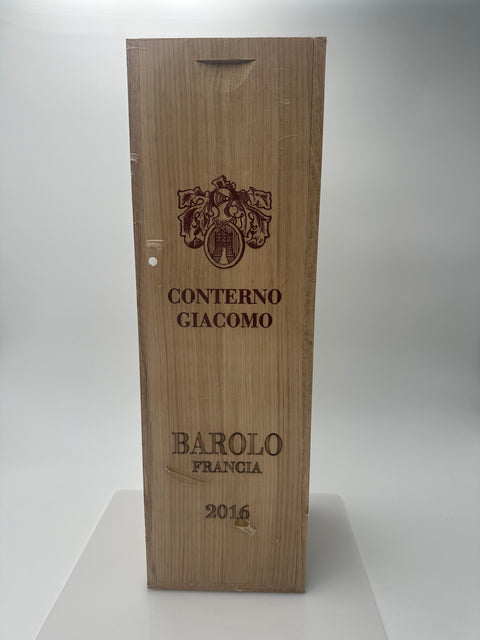 CONTERNO
GIACOMO
BAROLO
FRANCIA
2016